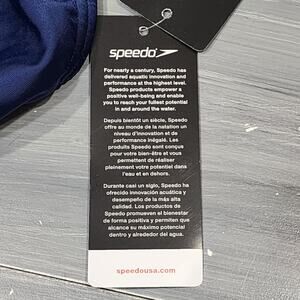 speedo
For nearly a century, Speedo has
delivered aquatic innovation and
performance at the highest level.
Speedo products empower a
positive well-being and enable
you to reach your fullest potential
in and around the water.
Depuis bientôt un siècle, Speedo
offre au monde de la natation un
niveau d'innovation et de
performance inégalé. Les
produits Speedo sont conçus
pour votre bien-être et vous
permettent de réaliser
pleinement votre potentiel dans
l'eau et en dehors.
Durante casi un siglo, Speedo ha
ofrecido innovación acuática y
desempeño de la más alta
calidad. Los productos de
Speedo promueven el bienestar
de forma positiva y permiten que
alcance su máximo potencial
dentro y alrededor del agua.
speedousa.com